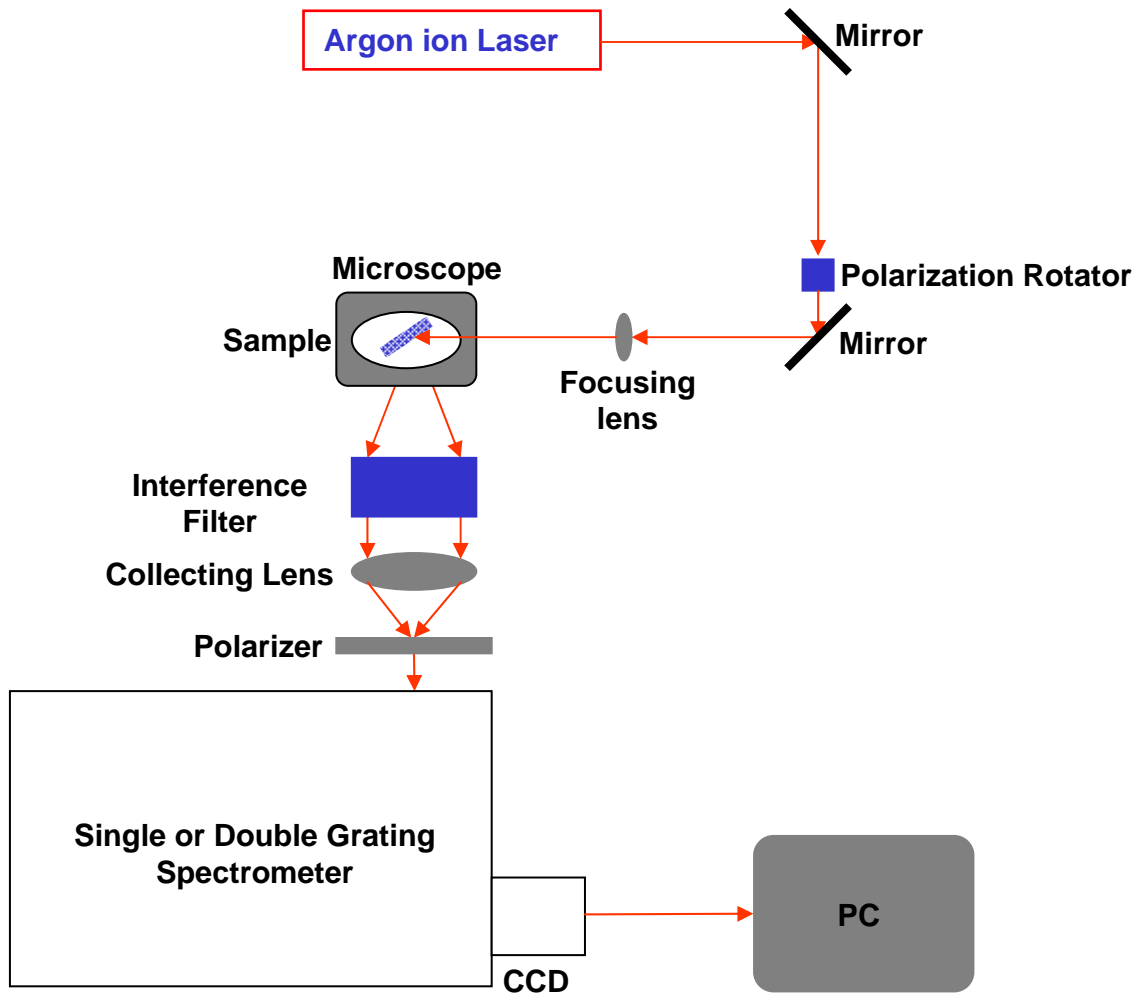 Argon ion Laser
Mirror
Polarization Rotator
Mirror
Microscope
Sample
Focusing
lens
Interference
Filter
Collecting Lens
Polarizer
Single or Double Grating
Spectrometer
CCD
PC